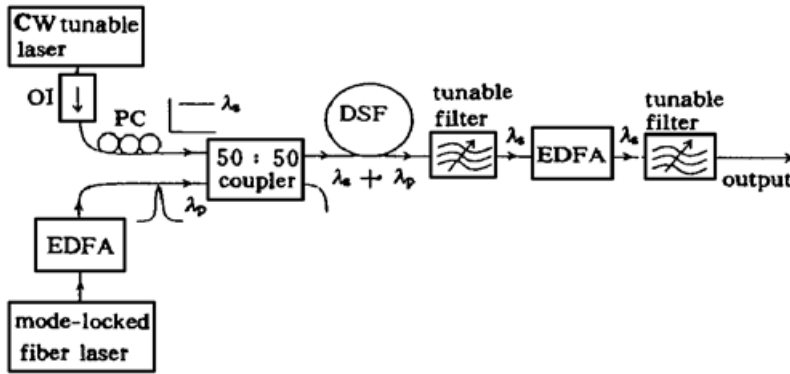 CW tunable
laser
OI
PC
λs
DSF
tunable
filter
tunable
filter
50 : 50
coupler
λs + λp
λs
EDFA
λs
output
λp
EDFA
mode-locked
fiber laser